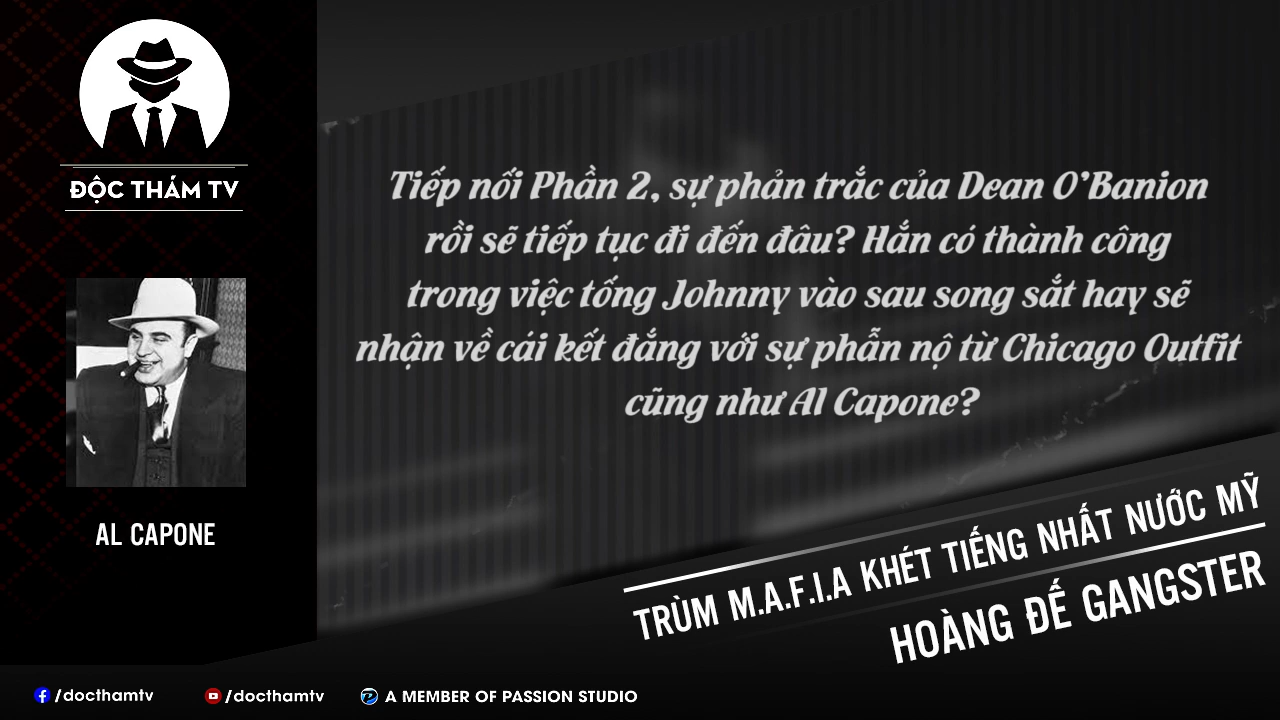 ĐỘC THÁM TV
AL CAPONE
Tiếp nối Phần 2, sự phản trắc của Dean O'Banion
rồi sẽ tiếp tục đi đến đâu? Hắn có thành công
trong việc tống Johnny vào sau song sắt hay sẽ
nhận về cái kết đắng với sự phẫn nộ từ Chicago Outfit
cũng như Al Capone?
TRÙM M.A.F.I.A KHÉT TIẾNG NHẤT NƯỚC MỸ
HOÀNG ĐẾ GANGSTER
/docthamtv
/docthamtv
A MEMBER OF PASSION STUDIO